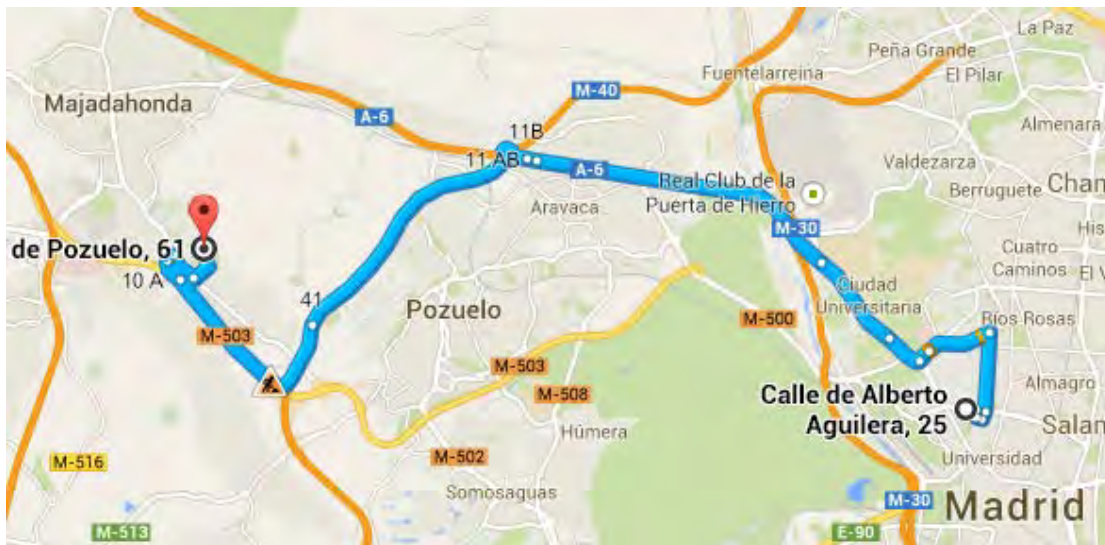 La Paz
Peña Grande
El Pilar
Fuentelarreina
M-40
Majadahonda
A-6
Almenara
11B
11 AB
A-6
Valdezarza
Real Club de la
Puerta de Hierro
Berruguete
Cham
Aravaca
M-30
His
de Pozuelo, 61
Cuatro
Caminos
El V
10 A
Ciudad
Universitaria
41
Pozuelo
M-500
Ríos Rosas
M-503
M-503
M-508
Almagro
Calle de Alberto
Aguilera, 25
Húmera
Salan
M-502
Universidad
M-516
Somosaguas
M-30
Madrid
M-513
E-90